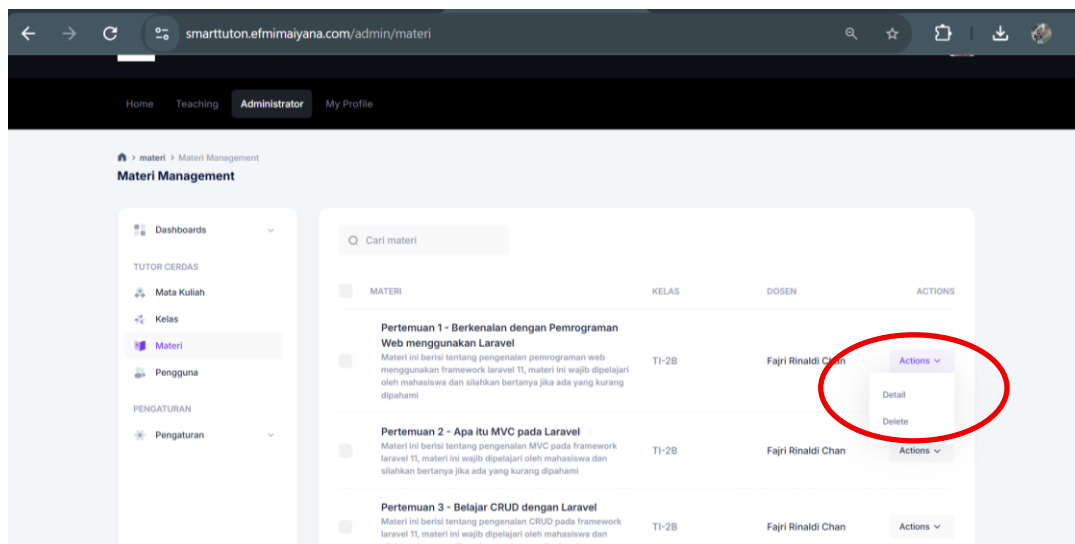 smarttuton.efmimaiyana.com/admin/materi
Home Teaching Administrator My Profile
materi > Materi Management
Materi Management
Dashboards
TUTOR CERDAS
Mata Kuliah
Kelas
Materi
Pengguna
PENGATURAN
Pengaturan
Cari materi
MATERI KELAS DOSEN ACTIONS
Pertemuan 1 - Berkenalan dengan Pemrograman
Web menggunakan Laravel
Materi ini berisi tentang pengenalan pemrograman web
menggunakan framework laravel 11, materi ini wajib dipelajari
oleh mahasiswa dan silahkan bertanya jika ada yang kurang
dipahami
TI-2B Fajri Rinaldi Chan Actions
Detail
Delete
Pertemuan 2 - Apa itu MVC pada Laravel
Materi ini berisi tentang pengenalan MVC pada framework
laravel 11, materi ini wajib dipelajari oleh mahasiswa dan
silahkan bertanya jika ada yang kurang dipahami
TI-2B Fajri Rinaldi Chan Actions
Pertemuan 3 - Belajar CRUD dengan Laravel
Materi ini berisi tentang pengenalan CRUD pada framework
laravel 11, materi ini wajib dipelajari oleh mahasiswa dan
TI-2B Fajri Rinaldi Chan Actions